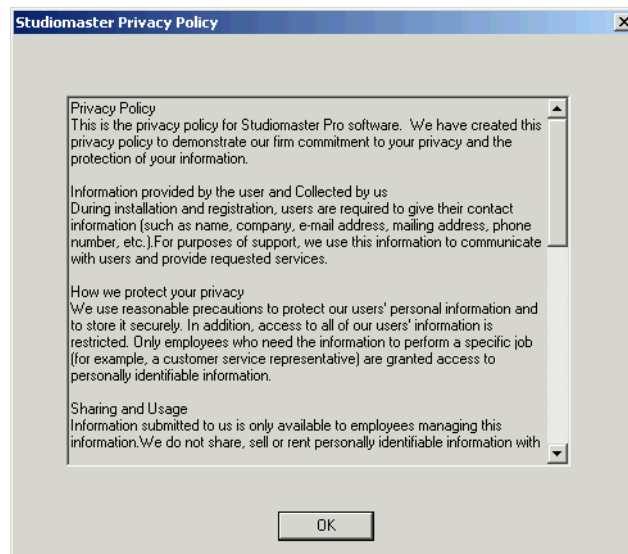 Studiomaster Privacy Policy
Privacy Policy
This is the privacy policy for Studiomaster Pro software.  We have created this
privacy policy to demonstrate our firm commitment to your privacy and the
protection of your information.
Information provided by the user and Collected by us
During installation and registration, users are required to give their contact
information (such as name, company, e-mail address, mailing address, phone
number, etc.).For purposes of support, we use this information to communicate
with users and provide requested services.
How we protect your privacy
We use reasonable precautions to protect our users' personal information and
to store it securely. In addition, access to all of our users' information is
restricted. Only employees who need the information to perform a specific job
(for example, a customer service representative) are granted access to
personally identifiable information.
Sharing and Usage
Information submitted to us is only available to employees managing this
information.We do not share, sell or rent personally identifiable information with
OK